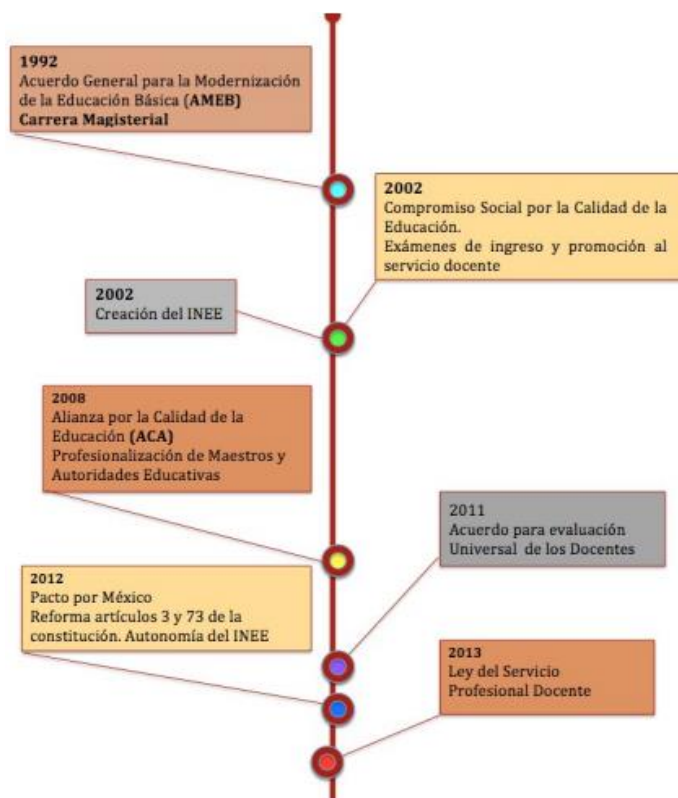 1992
Acuerdo General para la Modernización
de la Educación Básica (AMEB)
Carrera Magisterial
2002
Compromiso Social por la Calidad de la
Educación.
Exámenes de ingreso y promoción al
servicio docente
2002
Creación del INEE
2008
Alianza por la Calidad de la
Educación (ACA)
Profesionalización de Maestros y
Autoridades Educativas
2011
Acuerdo para evaluación
Universal de los Docentes
2012
Pacto por México
Reforma artículos 3 y 73 de la
constitución. Autonomía del INEE
2013
Ley del Servicio
Profesional Docente